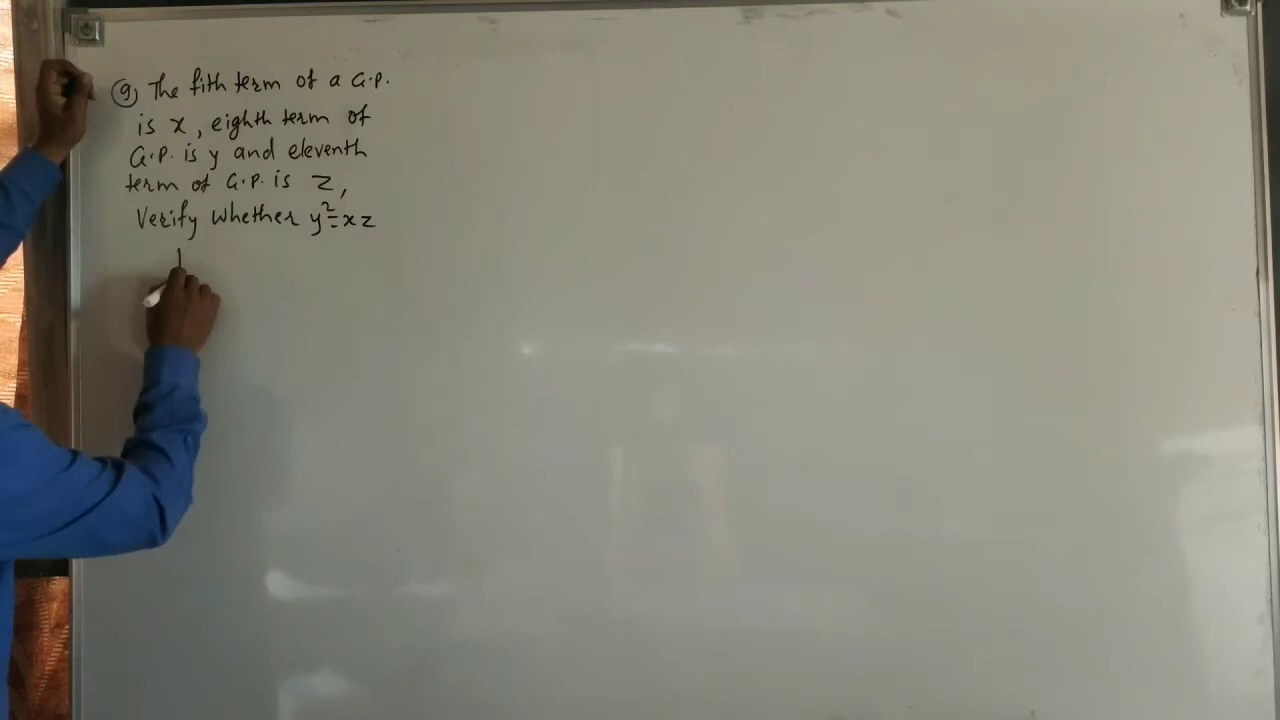 ⑨ The fith term of a G.P.
is x, eighth term of
G.P. is y and eleventh
term of G.P. is z,
Verify whether y²=xz